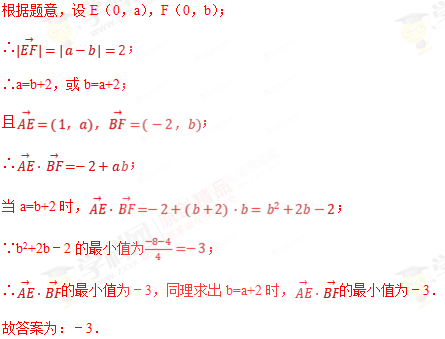 根据题意，设 E（0，a），F（0，b）；
∴|EF⃗| = |a − b| = 2；
∴a=b+2，或 b=a+2；
且AE⃗ = (1，a)，BF⃗ = (−2，b)；
∴AE⃗ · BF⃗ = −2 + ab；
当 a=b+2 时，AE⃗ · BF⃗ = −2 + (b + 2) · b = b² + 2b − 2；
∵b²+2b﹣2 的最小值为(−8−4)/4 = −3；
∴AE⃗ · BF⃗的最小值为﹣3，同理求出 b=a+2 时，AE⃗ · BF⃗的最小值为﹣3．
故答案为：﹣3．